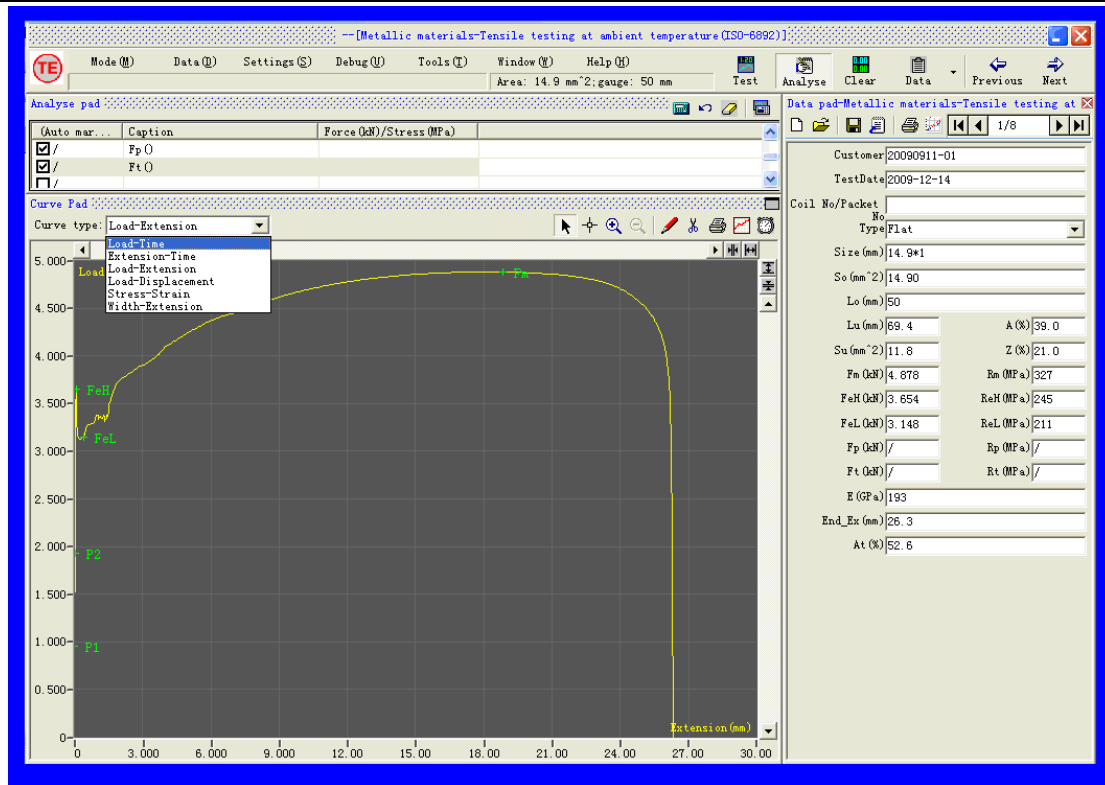 --[Metallic materials-Tensile testing at ambient temperature(ISO-6892)]
TE
Mode(M) Data(D) Settings(S) Debug(U) Tools(T) Window(W) Help(H)
Area: 14.9 mm^2;gauge: 50 mm
Test Analyse Clear Data Previous Next
Analyse pad
(Auto mar... Caption Force(kN)/Stress(MPa)
/ Fp()
/ Ft()
/
Curve Pad
Curve type: Load-Extension
Load-Time
Extension-Time
Load-Extension
Load-Displacement
Stress-Strain
Width-Extension
Load
5.000
4.500
4.000
3.500
3.000
2.500
2.000
1.500
1.000
0.500
0
Fm
FeH
FeL
P2
P1
Extension(mm)
0 3.000 6.000 9.000 12.00 15.00 18.00 21.00 24.00 27.00 30.00
Data pad-Metallic materials-Tensile testing at
1/8
Customer 20090911-01
TestDate 2009-12-14
Coil No/Packet No
Type Flat
Size(mm) 14.9*1
So(mm^2) 14.90
Lo(mm) 50
Lu(mm) 69.4 A(%) 39.0
Su(mm^2) 11.8 Z(%) 21.0
Fm(kN) 4.878 Rm(MPa) 327
FeH(kN) 3.654 ReH(MPa) 245
FeL(kN) 3.148 ReL(MPa) 211
Fp(kN) / Rp(MPa) /
Ft(kN) / Rt(MPa) /
E(GPa) 193
End_Ex(mm) 26.3
At(%) 52.6